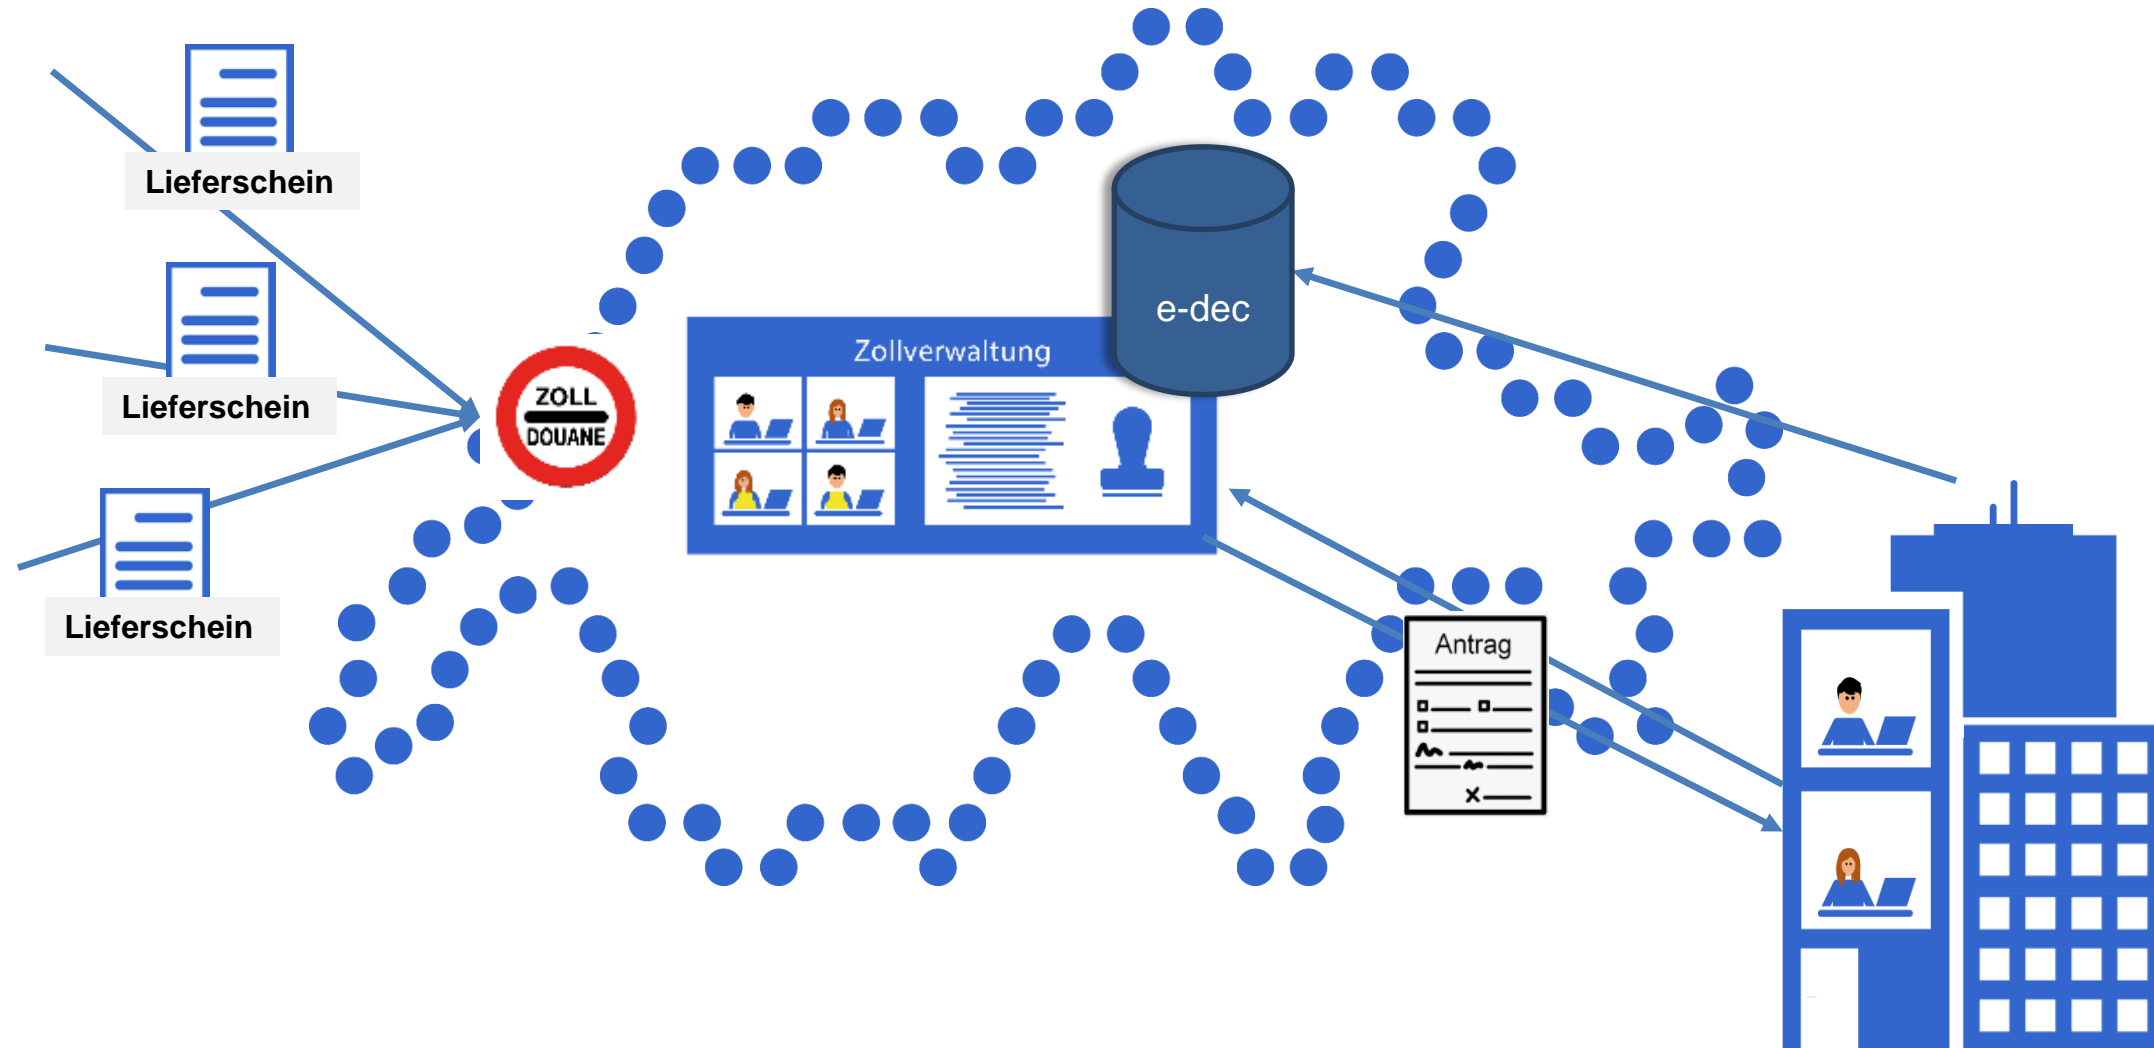 Lieferschein
Lieferschein
Lieferschein
ZOLL
DOUANE
Zollverwaltung
e-dec
Antrag